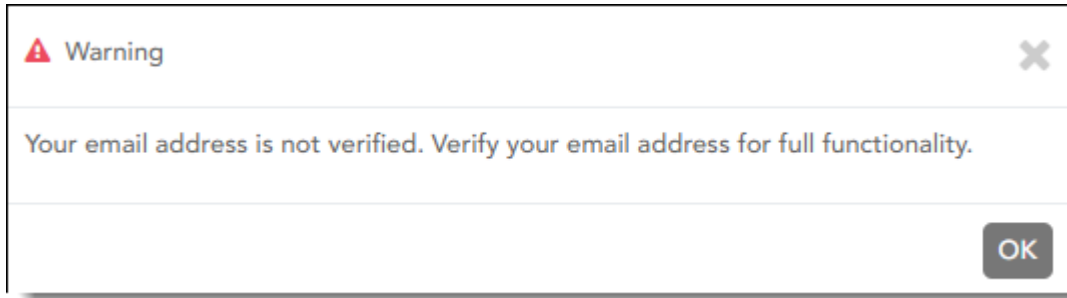 Warning
Your email address is not verified. Verify your email address for full functionality.
OK